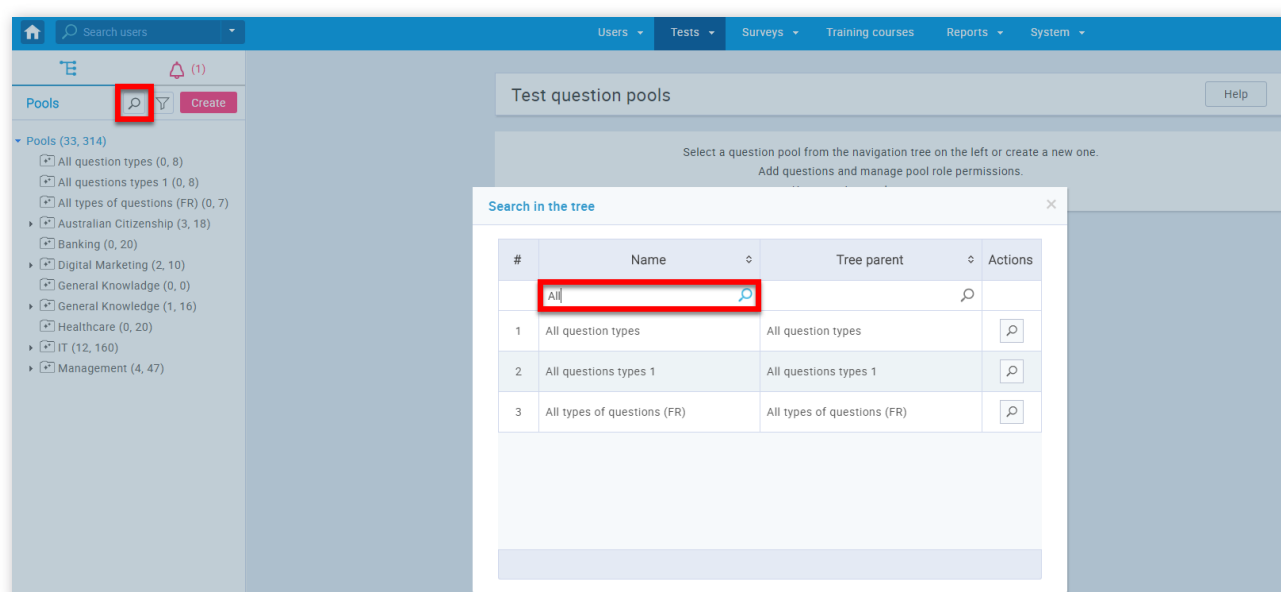 Search users
Users
Tests
Surveys
Training courses
Reports
System
(1)
Pools
Create
Pools (33, 314)
All question types (0, 8)
All questions types 1 (0, 8)
All types of questions (FR) (0, 7)
Australian Citizenship (3, 18)
Banking (0, 20)
Digital Marketing (2, 10)
General Knowladge (0, 0)
General Knowledge (1, 16)
Healthcare (0, 20)
IT (12, 160)
Management (4, 47)
Test question pools
Help
Select a question pool from the navigation tree on the left or create a new one.
Add questions and manage pool role permissions.
Search in the tree
# Name Tree parent Actions
All
1 All question types All question types
2 All questions types 1 All questions types 1
3 All types of questions (FR) All types of questions (FR)